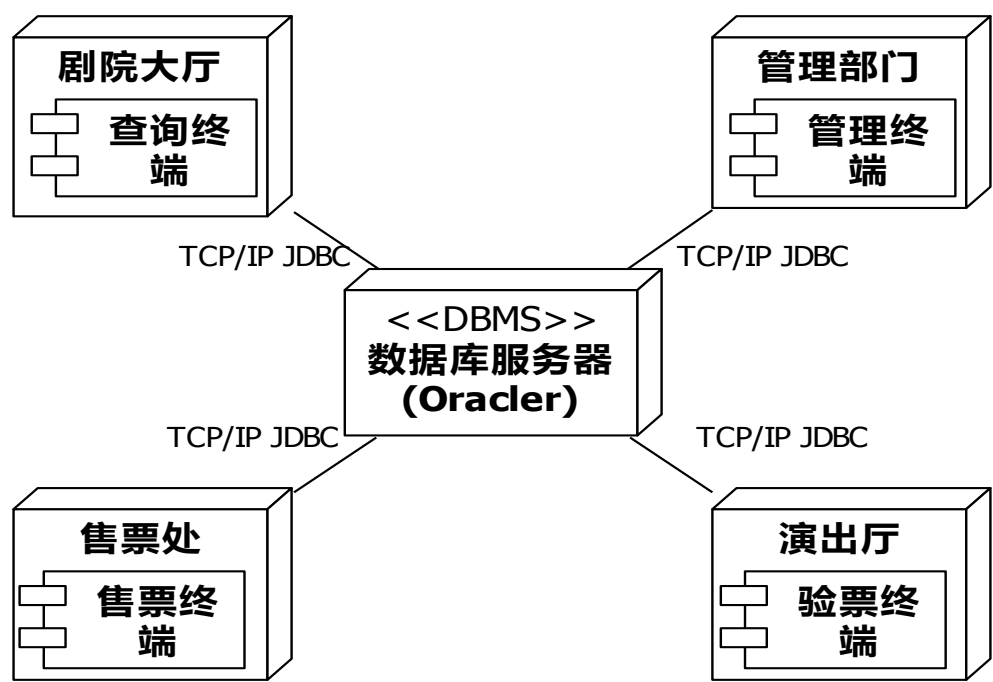 剧院大厅
查询终
端
管理部门
管理终
端
TCP/IP JDBC
TCP/IP JDBC
<<DBMS>>
数据库服务器
(Oracler)
TCP/IP JDBC
TCP/IP JDBC
售票处
售票终
端
演出厅
验票终
端